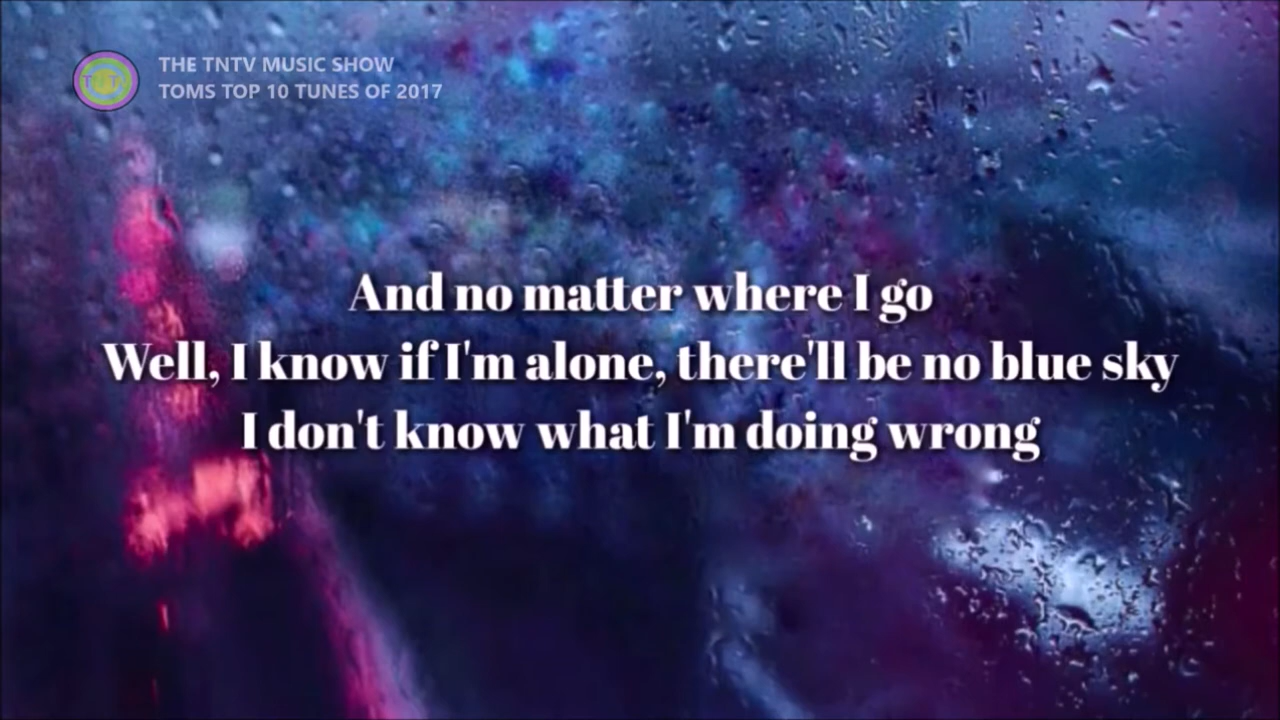 THE TNTV MUSIC SHOW
TOMS TOP 10 TUNES OF 2017
And no matter where I go
Well, I know if I'm alone, there'll be no blue sky
I don't know what I'm doing wrong